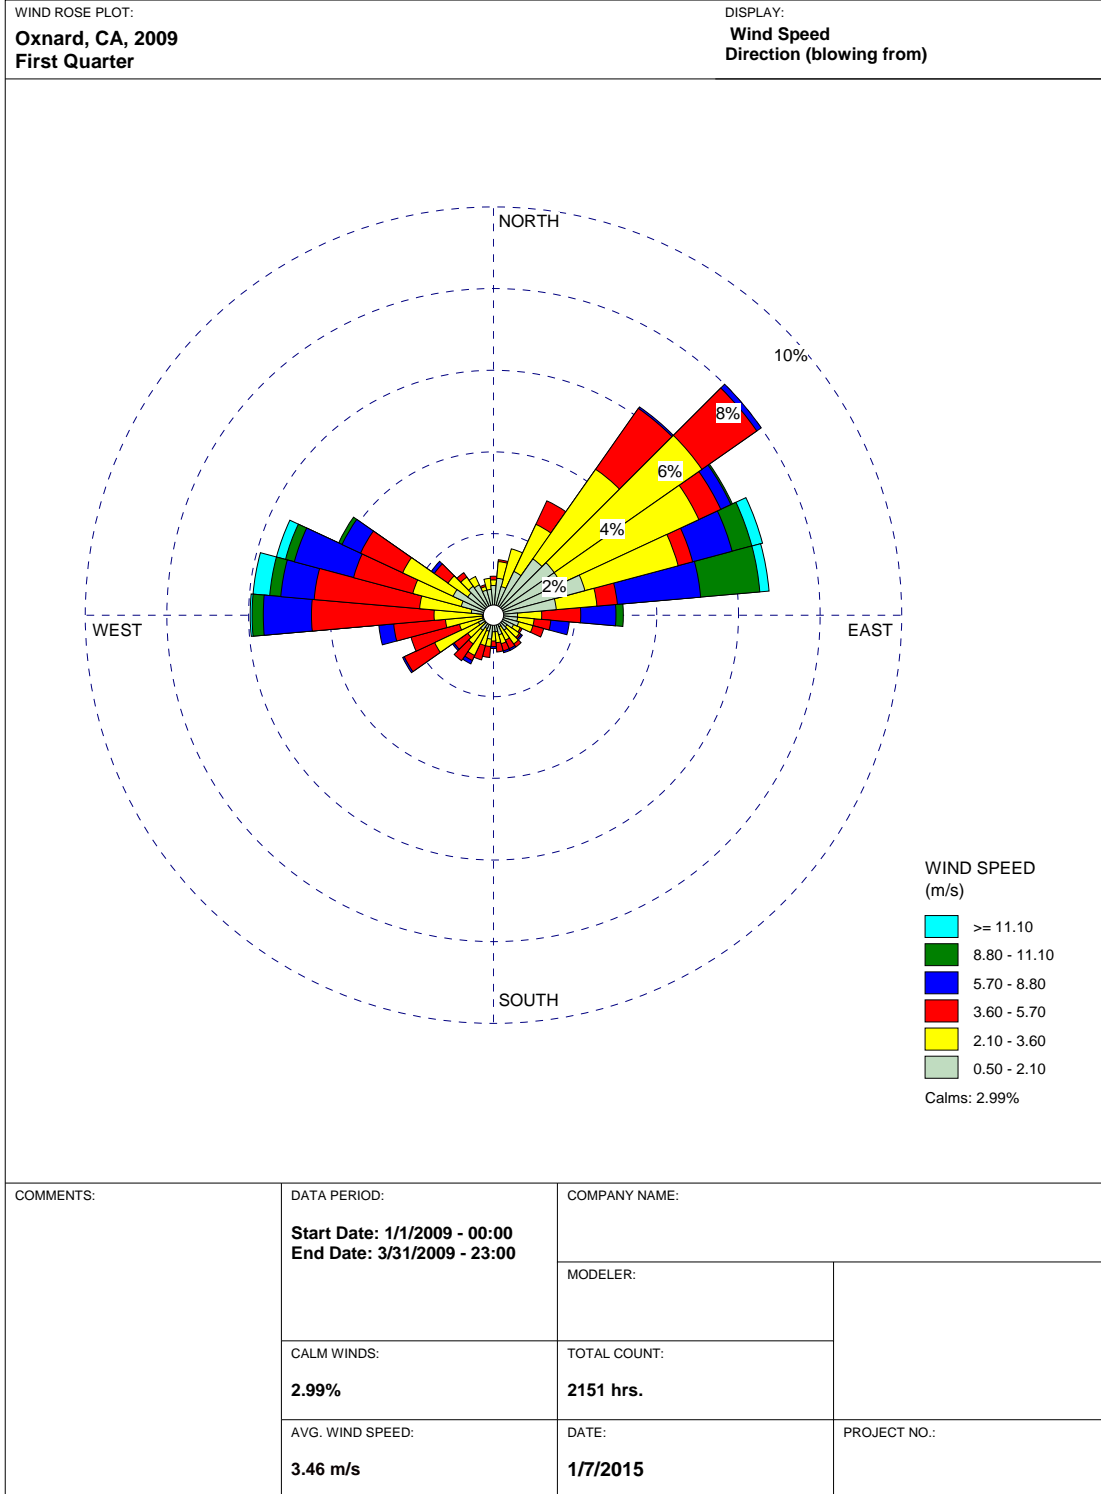 WIND ROSE PLOT:
Oxnard, CA, 2009
First Quarter
DISPLAY:
Wind Speed
Direction (blowing from)
NORTH
10%
8%
6%
4%
2%
WEST
EAST
SOUTH
WIND SPEED
(m/s)
>= 11.10
8.80 - 11.10
5.70 - 8.80
3.60 - 5.70
2.10 - 3.60
0.50 - 2.10
Calms: 2.99%
COMMENTS:
DATA PERIOD:
Start Date: 1/1/2009 - 00:00
End Date: 3/31/2009 - 23:00
COMPANY NAME:
MODELER:
CALM WINDS:
2.99%
TOTAL COUNT:
2151 hrs.
AVG. WIND SPEED:
3.46 m/s
DATE:
1/7/2015
PROJECT NO.: